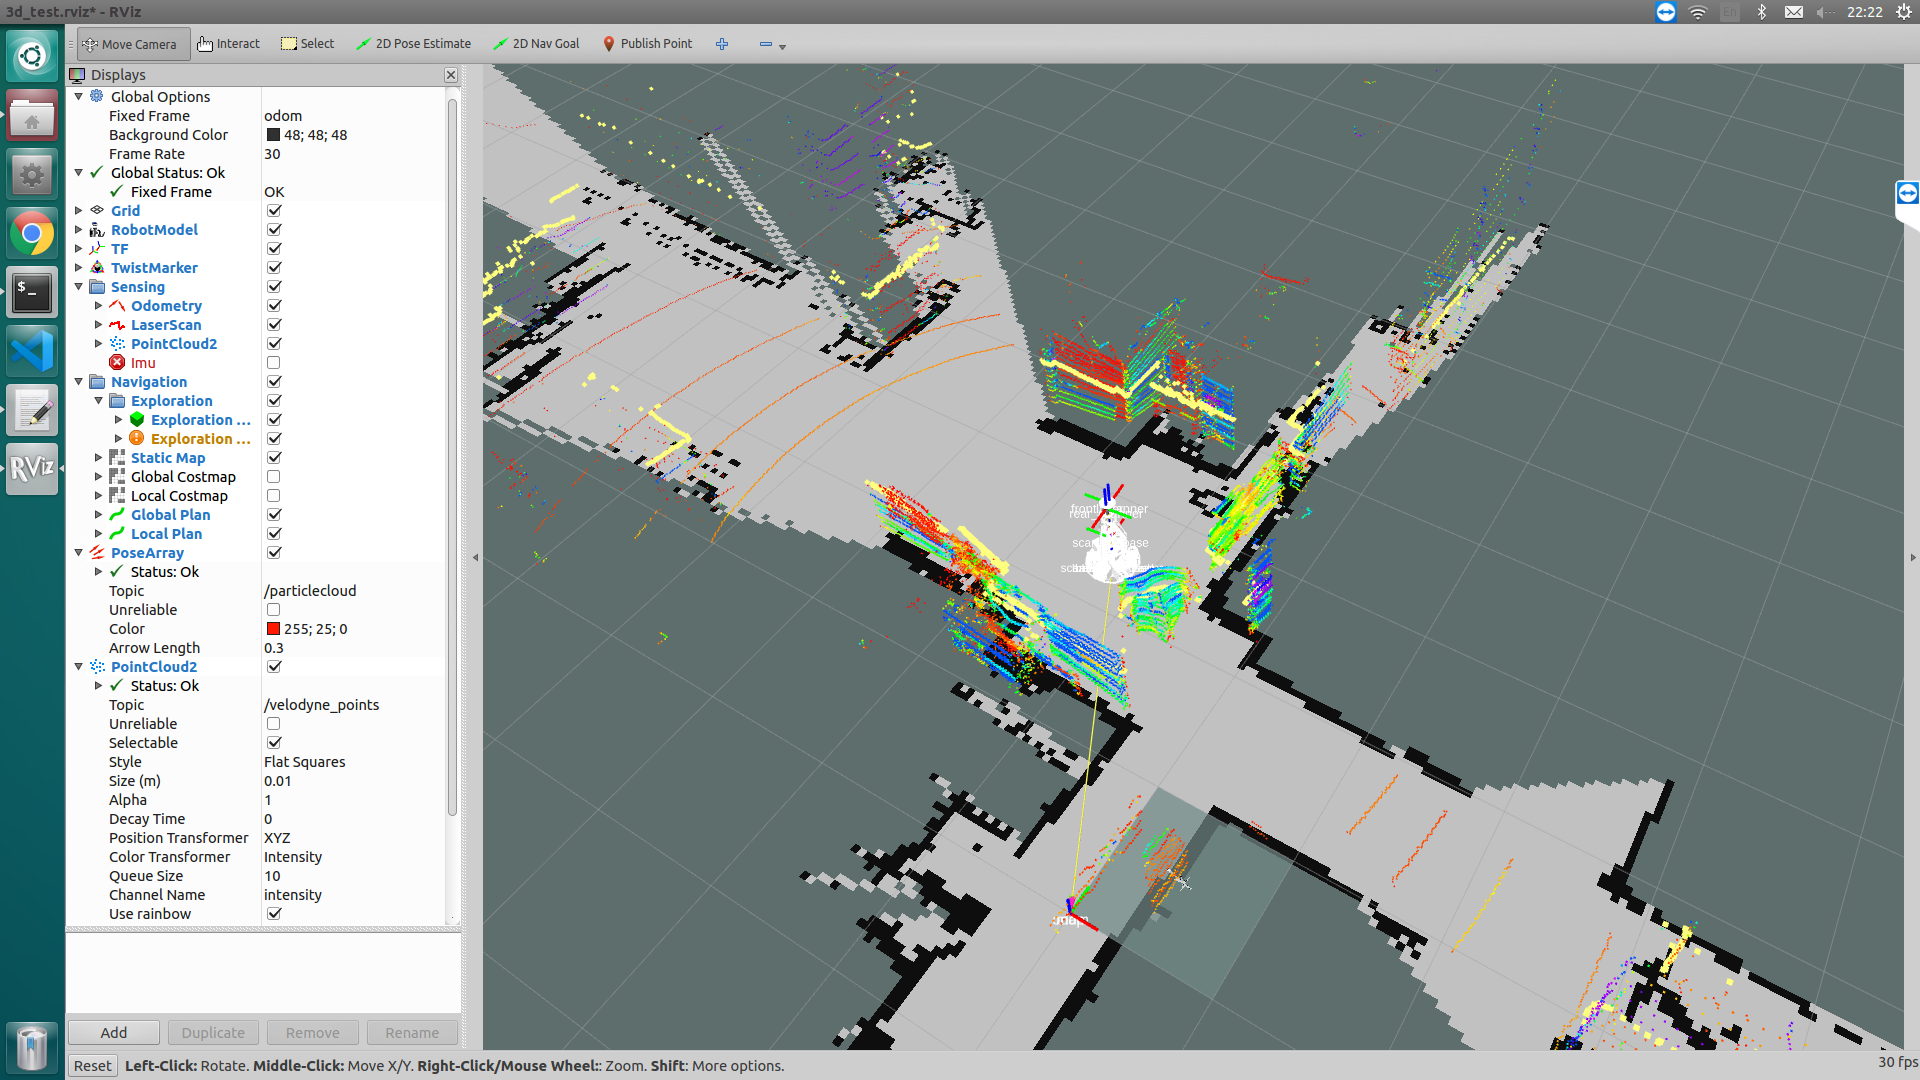 3d_test.rviz* - RViz
En
22:22
Move Camera
Interact
Select
2D Pose Estimate
2D Nav Goal
Publish Point
Displays
Global Options
Fixed Frame odom
Background Color 48; 48; 48
Frame Rate 30
Global Status: Ok
Fixed Frame OK
Grid
RobotModel
TF
TwistMarker
Sensing
Odometry
LaserScan
PointCloud2
Imu
Navigation
Exploration
Exploration ...
Exploration ...
Static Map
Global Costmap
Local Costmap
Global Plan
Local Plan
PoseArray
Status: Ok
Topic /particlecloud
Unreliable
Color 255; 25; 0
Arrow Length 0.3
PointCloud2
Status: Ok
Topic /velodyne_points
Unreliable
Selectable
Style Flat Squares
Size (m) 0.01
Alpha 1
Decay Time 0
Position Transformer XYZ
Color Transformer Intensity
Queue Size 10
Channel Name intensity
Use rainbow
Add
Duplicate
Remove
Rename
Reset
Left-Click: Rotate. Middle-Click: Move X/Y. Right-Click/Mouse Wheel:: Zoom. Shift: More options.
30 fps
$_
RViz